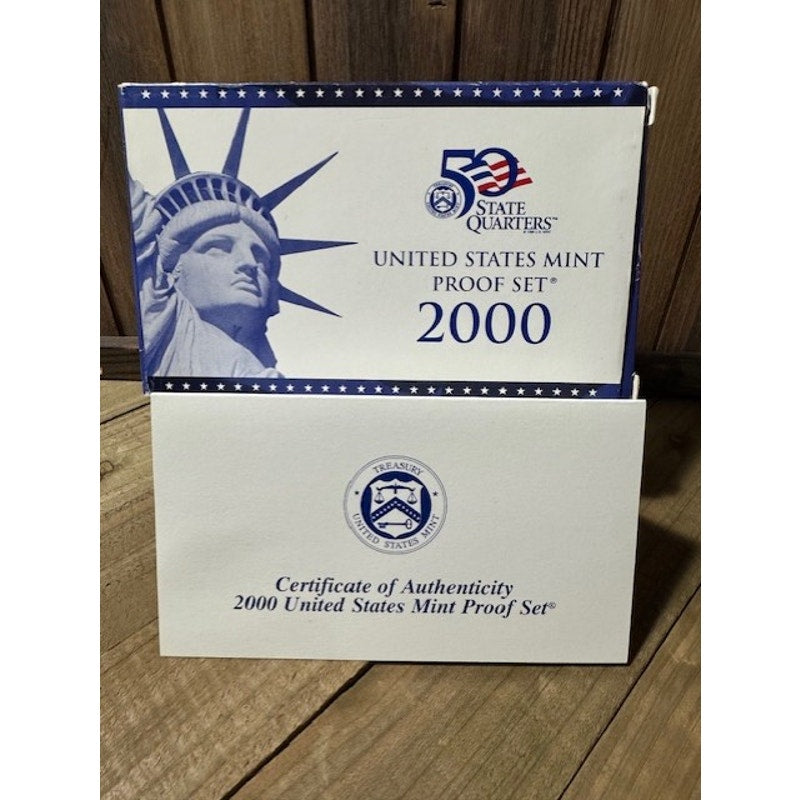 50
STATE
QUARTERS™
UNITED STATES MINT
PROOF SET®
2000
TREASURY
UNITED STATES MINT
Certificate of Authenticity
2000 United States Mint Proof Set®